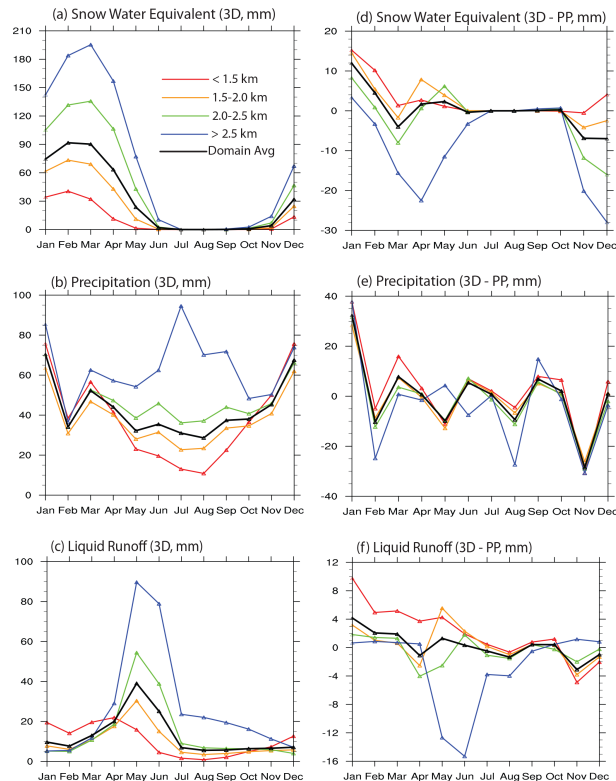 (a) Snow Water Equivalent (3D, mm)
210
180
150
120
90
60
30
0
< 1.5 km
1.5-2.0 km
2.0-2.5 km
> 2.5 km
Domain Avg
Jan Feb Mar Apr May Jun Jul Aug Sep Oct Nov Dec
(d) Snow Water Equivalent (3D - PP, mm)
20
10
0
-10
-20
-30
Jan Feb Mar Apr May Jun Jul Aug Sep Oct Nov Dec
(b) Precipitation (3D, mm)
100
80
60
40
20
0
Jan Feb Mar Apr May Jun Jul Aug Sep Oct Nov Dec
(e) Precipitation (3D - PP, mm)
40
20
0
-20
-40
Jan Feb Mar Apr May Jun Jul Aug Sep Oct Nov Dec
(c) Liquid Runoff (3D, mm)
100
80
60
40
20
0
Jan Feb Mar Apr May Jun Jul Aug Sep Oct Nov Dec
(f) Liquid Runoff (3D - PP, mm)
12
8
4
0
-4
-8
-12
-16
Jan Feb Mar Apr May Jun Jul Aug Sep Oct Nov Dec